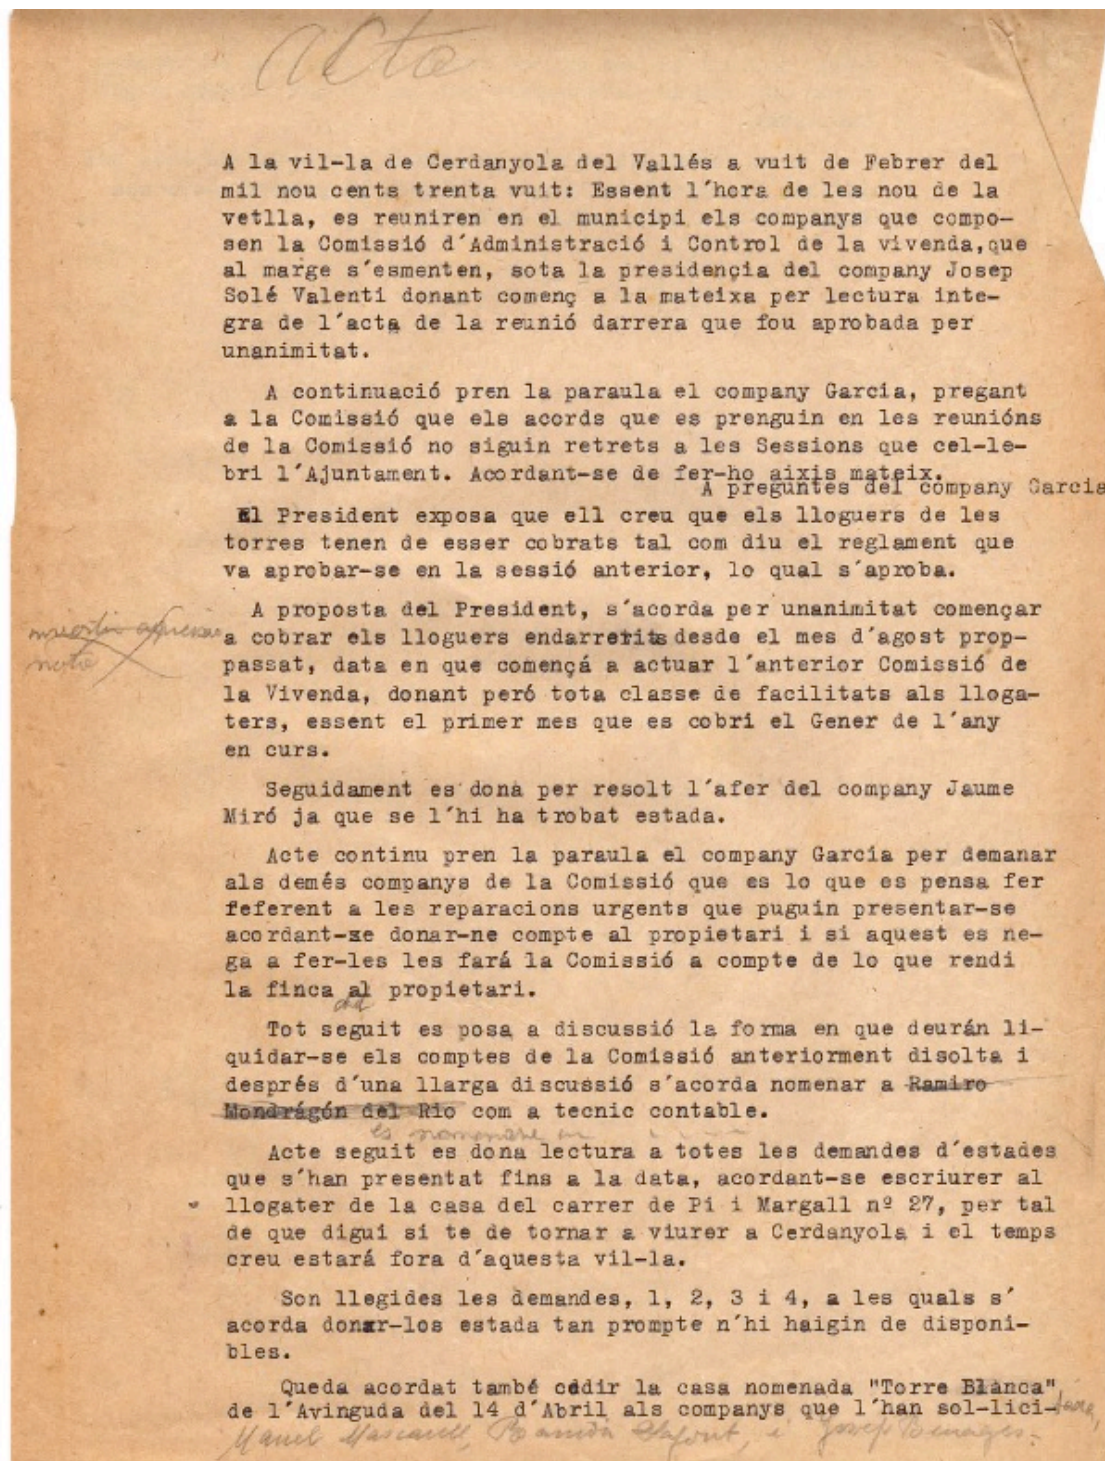 acta
A la vil-la de Cerdanyola del Vallés a vuit de Febrer del
mil nou cents trenta vuit: Essent l'hora de les nou de la
vetlla, es reuniren en el municipi els companys que compo-
sen la Comissió d'Administració i Control de la vivenda,que
al marge s'esmenten, sota la presidençia del company Josep
Solé Valenti donant començ a la mateixa per lectura inte-
gra de l'acta de la reunió darrera que fou aprobada per
unanimitat.
A continuació pren la paraula el company Garcia, pregant
a la Comissió que els acords que es prenguin en les reunións
de la Comissió no siguin retrets a les Sessions que cel-le-
bri l'Ajuntament. Acordant-se de fer-ho aixis mateix.
A preguntes del company Garcia
El President exposa que ell creu que els lloguers de les
torres tenen de esser cobrats tal com diu el reglament que
va aprobar-se en la sessió anterior, lo qual s'aproba.
A proposta del President, s'acorda per unanimitat començar
a cobrar els lloguers endarrerits desde el mes d'agost prop-
nota
passat, data en que començá a actuar l'anterior Comissió de
la Vivenda, donant peró tota classe de facilitats als lloga-
ters, essent el primer mes que es cobri el Gener de l'any
en curs.
Seguidament es dona per resolt l'afer del company Jaume
Miró ja que se l'hi ha trobat estada.
Acte continu pren la paraula el company García per demanar
als demés companys de la Comissió que es lo que es pensa fer
feferent a les reparacions urgents que puguin presentar-se
acordant-se donar-ne compte al propietari i si aquest es ne-
ga a fer-les les fará la Comissió a compte de lo que rendi
la finca al propietari.
Tot seguit es posa a discussió la forma en que deurán li-
quidar-se els comptes de la Comissió anteriorment disolta i
després d'una llarga discussió s'acorda nomenar a Ramiro
Mondrágón del Rio com a tecnic contable.
es
Acte seguit es dona lectura a totes les demandes d'estades
que s'han presentat fins a la data, acordant-se escriurer al
llogater de la casa del carrer de Pi i Margall nº 27, per tal
de que digui si te de tornar a viurer a Cerdanyola i el temps
creu estará fora d'aquesta vil-la.
Son llegides les demandes, 1, 2, 3 i 4, a les quals s'
acorda donar-los estada tan prompte n'hi haigin de disponi-
bles.
Queda acordat també cedir la casa nomenada "Torre Blanca"
de l'Avinguda del 14 d'Abril als companys que l'han sol-lici-
Manel Mascarell, Ramón Lafont, i Josep Benages.